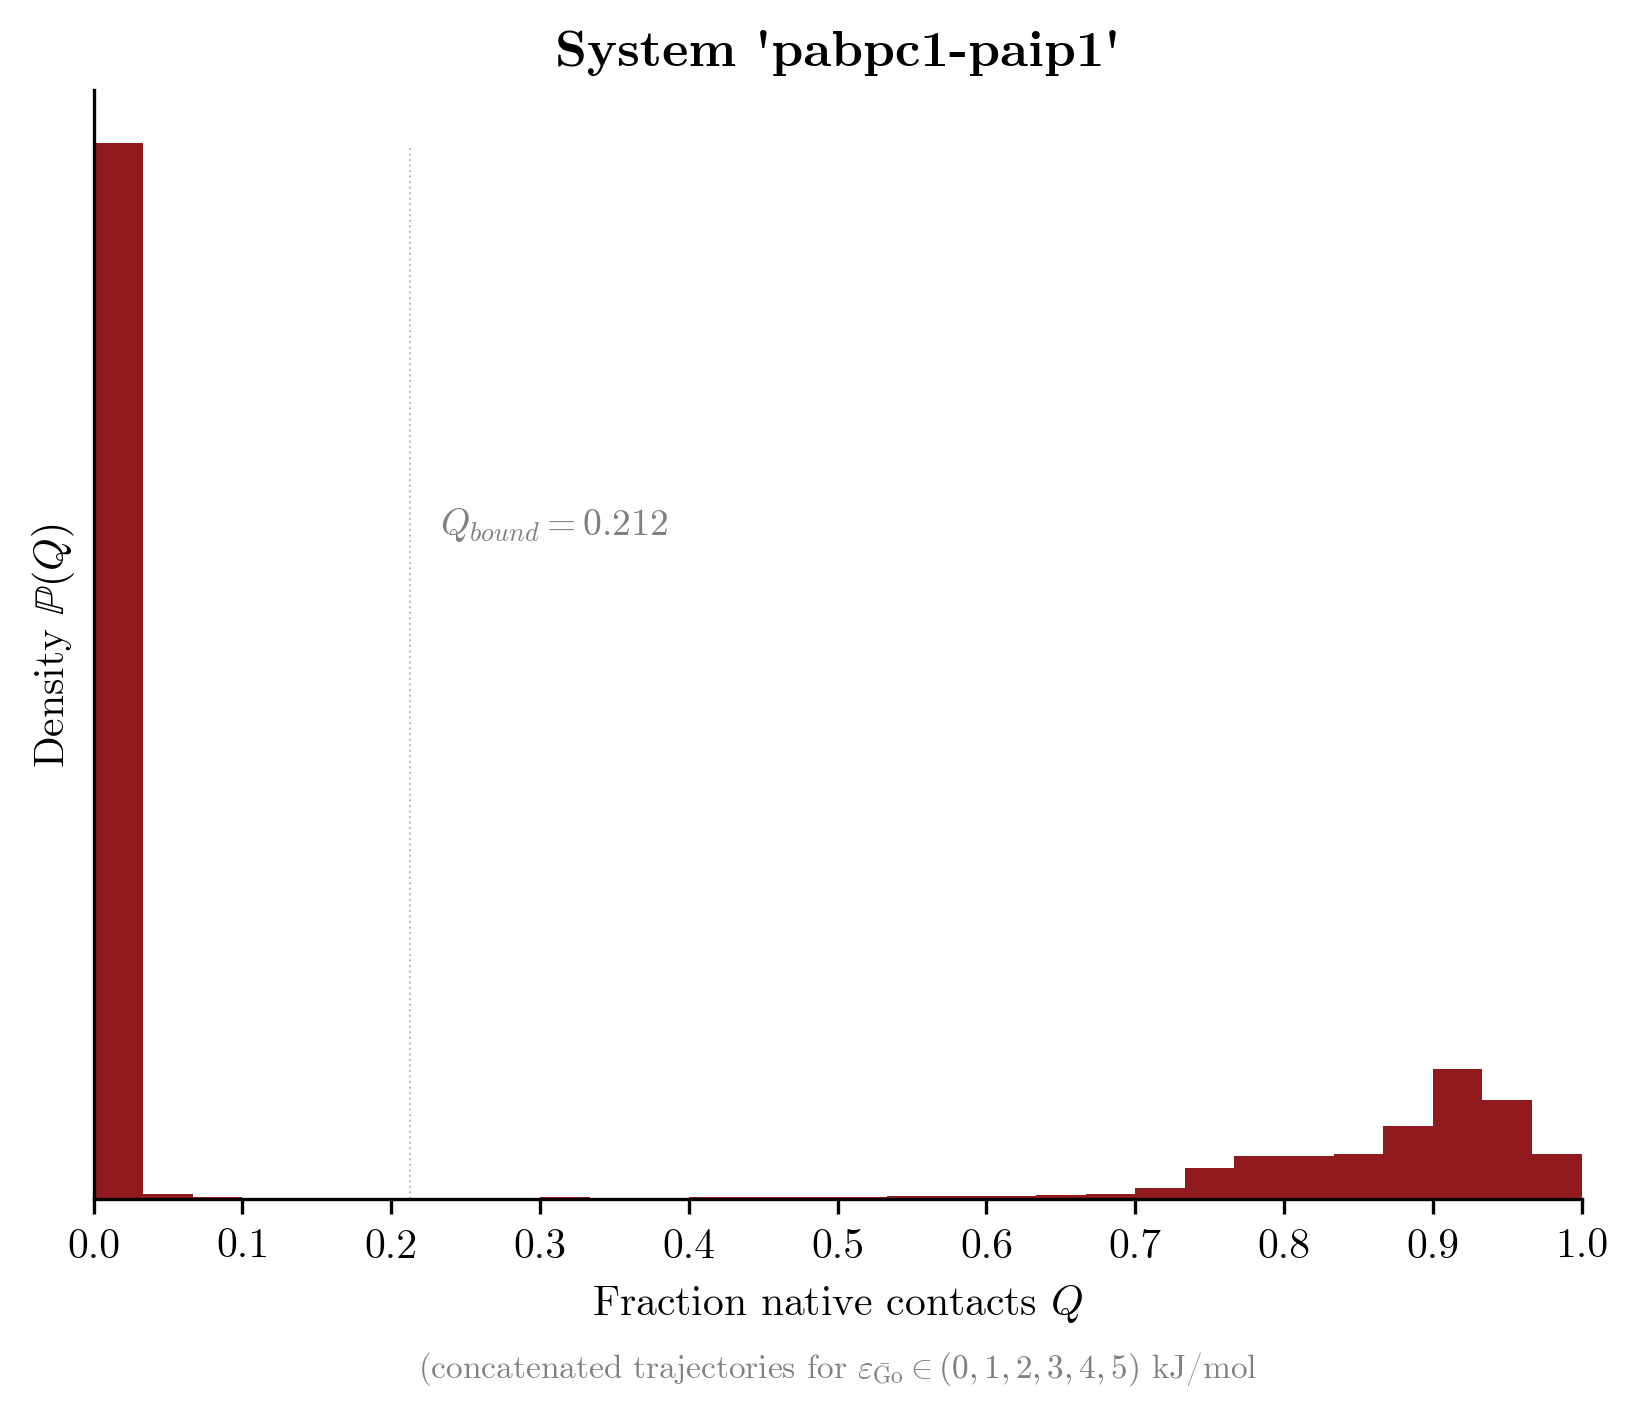 System 'pabpc1-paip1'
Density ℙ(Q)
Q_bound = 0.212
0.0 0.1 0.2 0.3 0.4 0.5 0.6 0.7 0.8 0.9 1.0
Fraction native contacts Q
(concatenated trajectories for ε_Ḡo ∈ (0, 1, 2, 3, 4, 5) kJ/mol